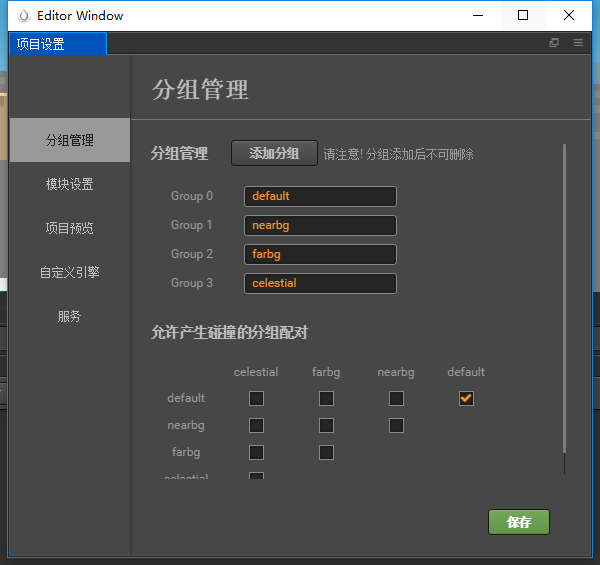 Editor Window
项目设置
分组管理
分组管理
模块设置
项目预览
自定义引擎
服务
分组管理 添加分组 请注意! 分组添加后不可删除
Group 0 default
Group 1 nearbg
Group 2 farbg
Group 3 celestial
允许产生碰撞的分组配对
celestial farbg nearbg default
default
nearbg
farbg
celestial
保存